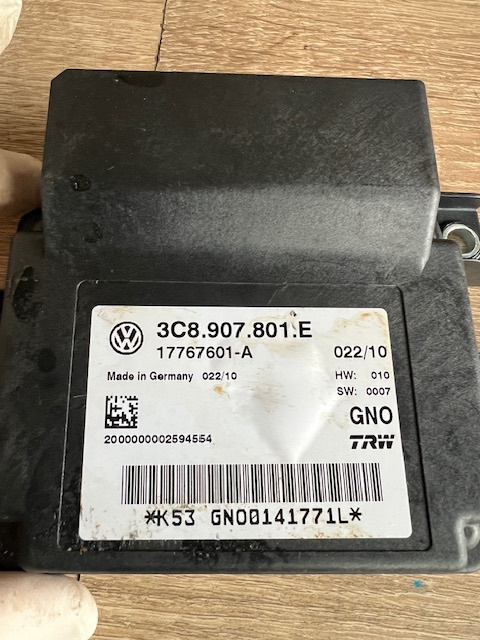 3C8.907.801.E
17767601-A 022/10
Made in Germany 022/10 HW: 010
SW: 0007
GNO
2000000002594554 TRW
*K53 GNO0141771L*